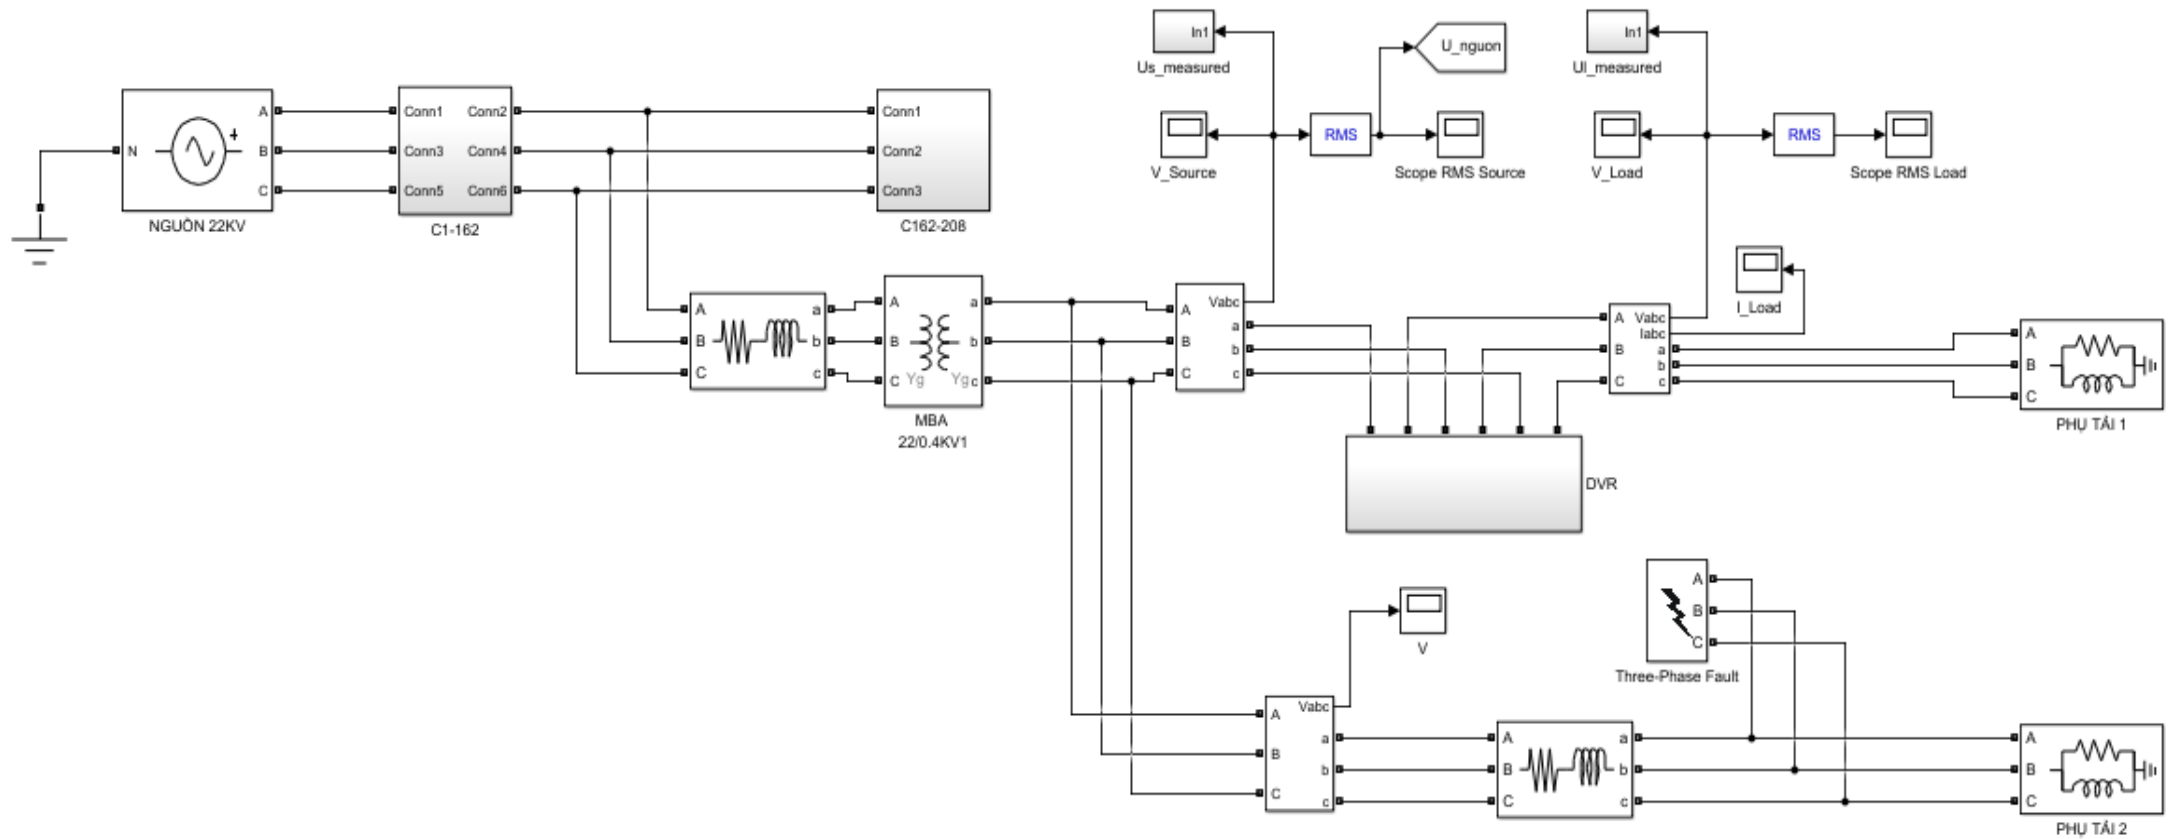 In1
Us_measured
U_nguon
In1
Ul_measured
N
A
B
C
NGUỒN 22KV
Conn1
Conn3
Conn5
Conn2
Conn4
Conn6
C1-162
Conn1
Conn2
Conn3
C162-208
V_Source
RMS
Scope RMS Source
V_Load
RMS
Scope RMS Load
A
B
C
a
b
c
A
B
C
Yg
Yg
a
b
c
MBA
22/0.4KV1
A
B
C
Vabc
a
b
c
I_Load
A
B
C
Vabc
Iabc
a
b
c
A
B
C
PHỤ TẢI 1
DVR
V
A
B
C
Three-Phase Fault
A
B
C
Vabc
a
b
c
A
B
C
a
b
c
A
B
C
PHỤ TẢI 2